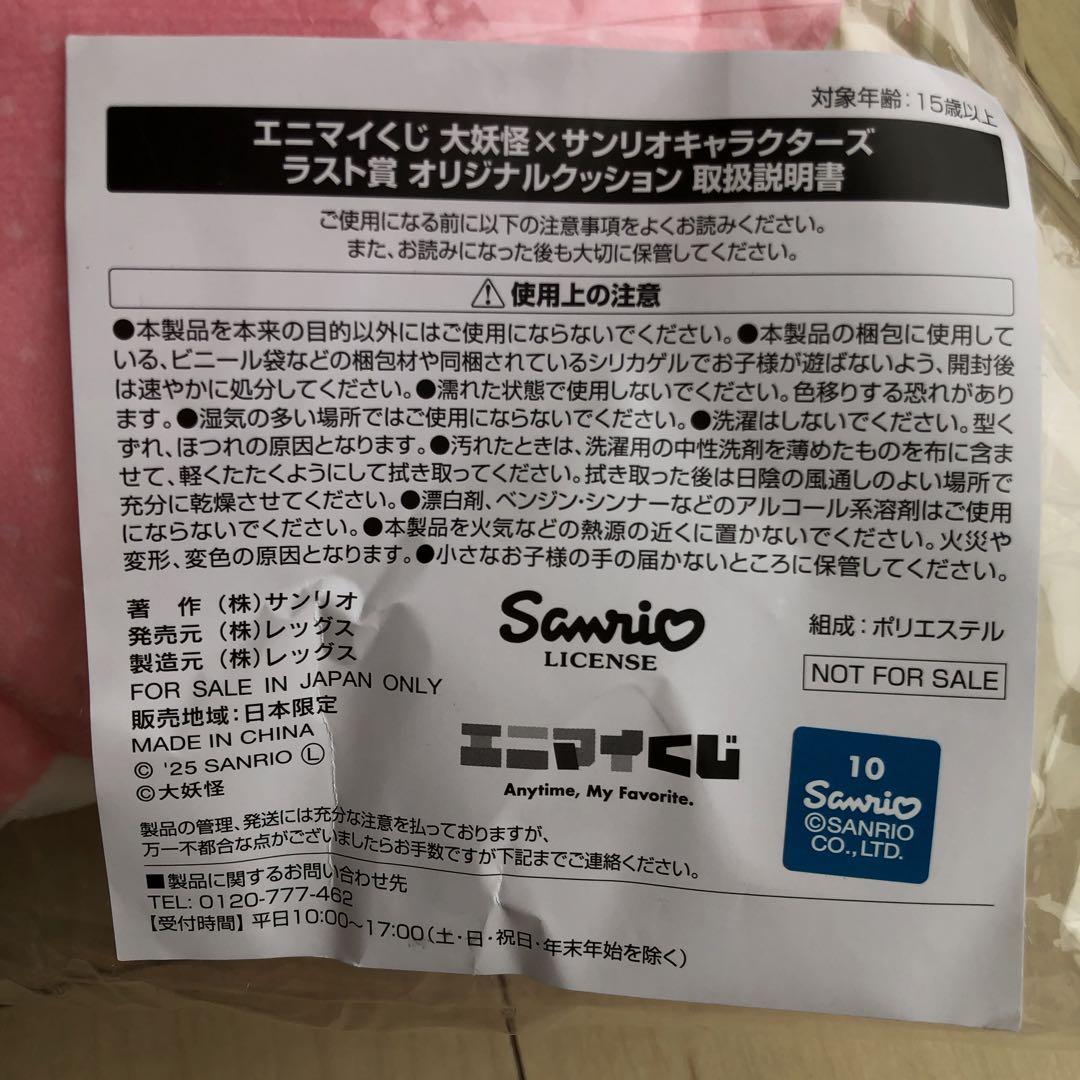 対象年齢：15歳以上
エニマイくじ 大妖怪×サンリオキャラクターズ
ラスト賞 オリジナルクッション 取扱説明書
ご使用になる前に以下の注意事項をよくお読みください。
また、お読みになった後も大切に保管してください。
⚠使用上の注意
●本製品を本来の目的以外にはご使用にならないでください。●本製品の梱包に使用して
いる、ビニール袋などの梱包材や同梱されているシリカゲルでお子様が遊ばないよう、開封後
は速やかに処分してください。●濡れた状態で使用しないでください。色移りする恐れがあり
ます。●湿気の多い場所ではご使用にならないでください。●洗濯はしないでください。型く
ずれ、ほつれの原因となります。●汚れたときは、洗濯用の中性洗剤を薄めたものを布に含ま
せて、軽くたたくようにして拭き取ってください。拭き取った後は日陰の風通しのよい場所で
充分に乾燥させてください。●漂白剤、ベンジン・シンナーなどのアルコール系溶剤はご使用
にならないでください。●本製品を火気などの熱源の近くに置かないでください。火災や
変形、変色の原因となります。●小さなお子様の手の届かないところに保管してください。
著　作 （株）サンリオ
発売元 （株）レッグス
製造元 （株）レッグス
FOR SALE IN JAPAN ONLY
販売地域：日本限定
MADE IN CHINA
© '25 SANRIO Ⓛ
©大妖怪
Sanrio
LICENSE
組成：ポリエステル
NOT FOR SALE
エニマイくじ
Anytime, My Favorite.
10
Sanrio
©SANRIO
CO.,LTD.
製品の管理、発送には充分な注意を払っておりますが、
万一不都合な点がございましたらお手数ですが下記までご連絡ください。
■製品に関するお問い合わせ先
TEL: 0120-777-462
【受付時間】 平日10:00〜17:00（土・日・祝日・年末年始を除く）